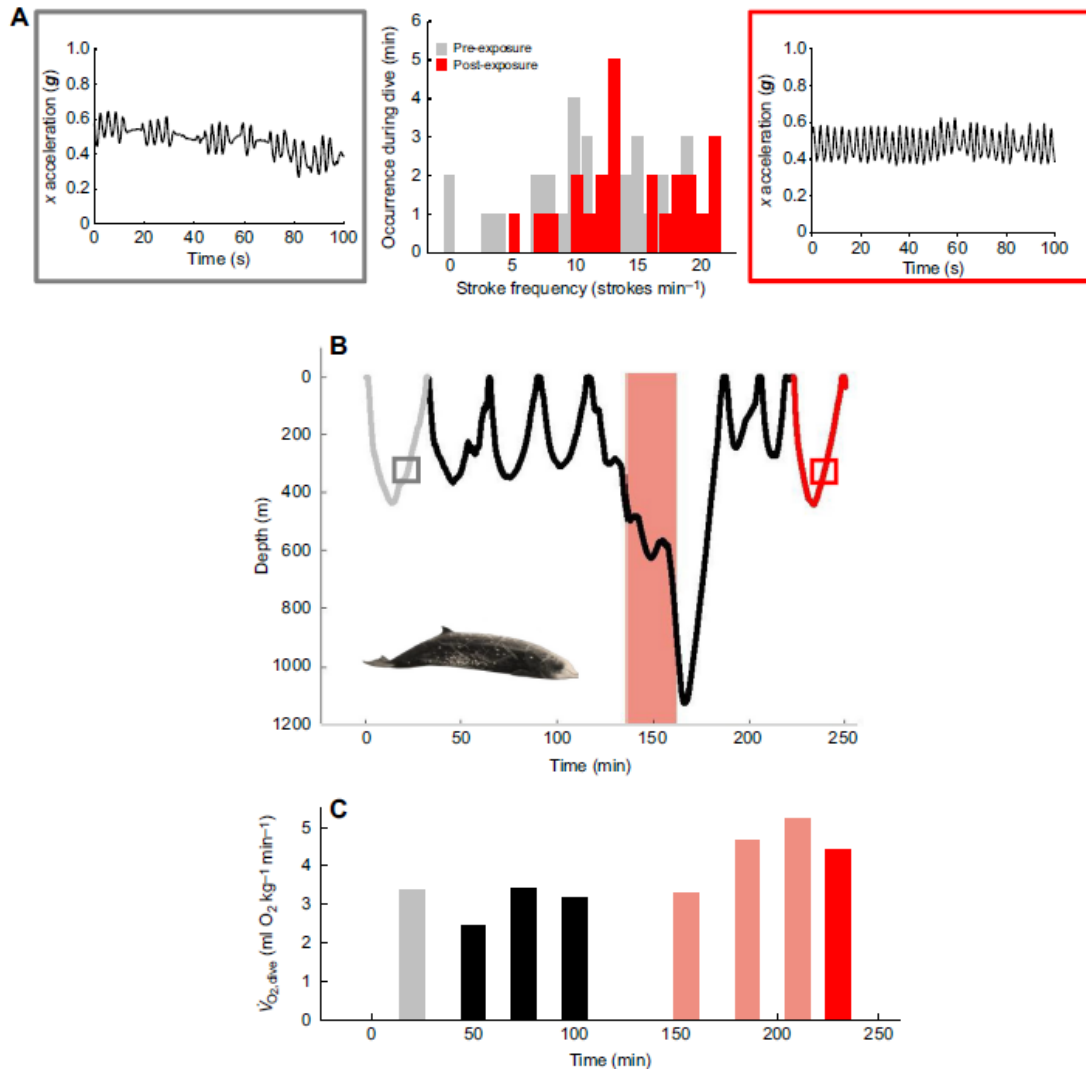 A
x acceleration (g)
1.0
0.8
0.6
0.4
0.2
0
0 20 40 60 80 100
Time (s)
Occurrence during dive (min)
6
5
4
3
2
1
0
Pre-exposure
Post-exposure
0 5 10 15 20
Stroke frequency (strokes min–1)
x acceleration (g)
1.0
0.8
0.6
0.4
0.2
0
0 20 40 60 80 100
Time (s)
B
Depth (m)
0
200
400
600
800
1000
1200
0 50 100 150 200 250
Time (min)
C
V̇O2,dive (ml O2 kg–1 min–1)
5
4
3
2
1
0
0 50 100 150 200 250
Time (min)